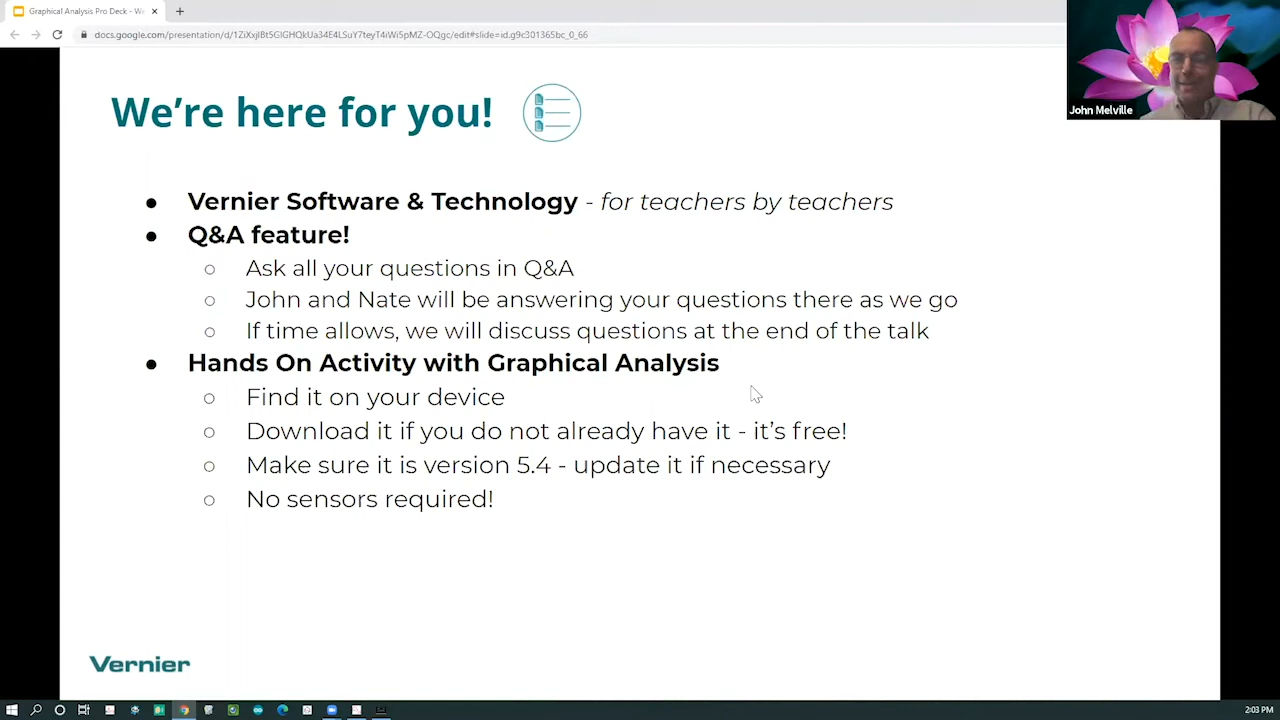 Graphical Analysis Pro Deck - W
docs.google.com/presentation/d/1ZiXxjIBt5GIGHQkUa34E4LSuY7teyT4iWi5pMZ-OQgc/edit#slide=id.g9c301365bc_0_66
John Melville
We're here for you!
● Vernier Software & Technology - for teachers by teachers
● Q&A feature!
○ Ask all your questions in Q&A
○ John and Nate will be answering your questions there as we go
○ If time allows, we will discuss questions at the end of the talk
● Hands On Activity with Graphical Analysis
○ Find it on your device
○ Download it if you do not already have it - it's free!
○ Make sure it is version 5.4 - update it if necessary
○ No sensors required!
Vernier
2:03 PM